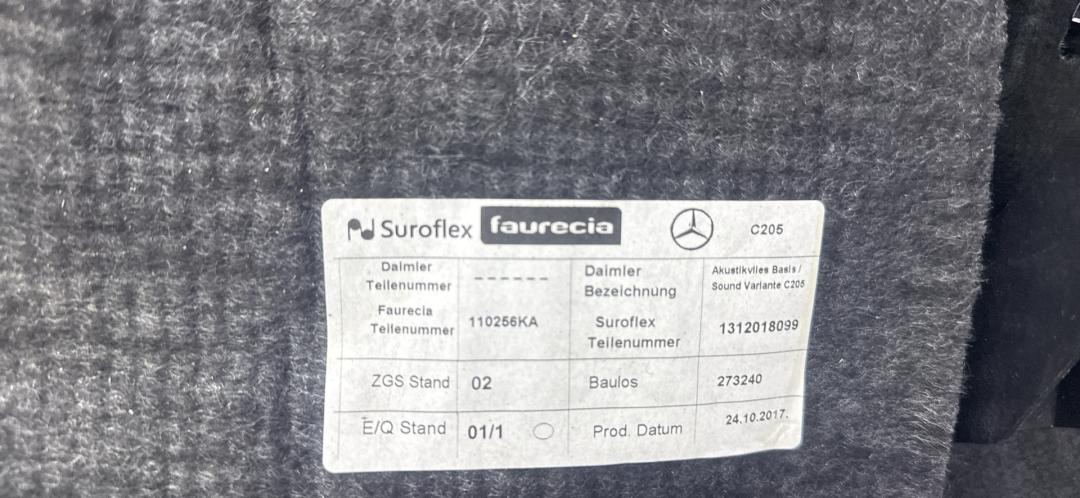 Suroflex faurecia C205
Daimler
Teilenummer
------
Daimler
Bezeichnung
Akustikvlies Basis /
Sound Variante C205
Faurecia
Teilenummer
110256KA
Suroflex
Teilenummer
1312018099
ZGS Stand 02 Baulos 273240
E/Q Stand 01/1 Prod. Datum 24.10.2017.